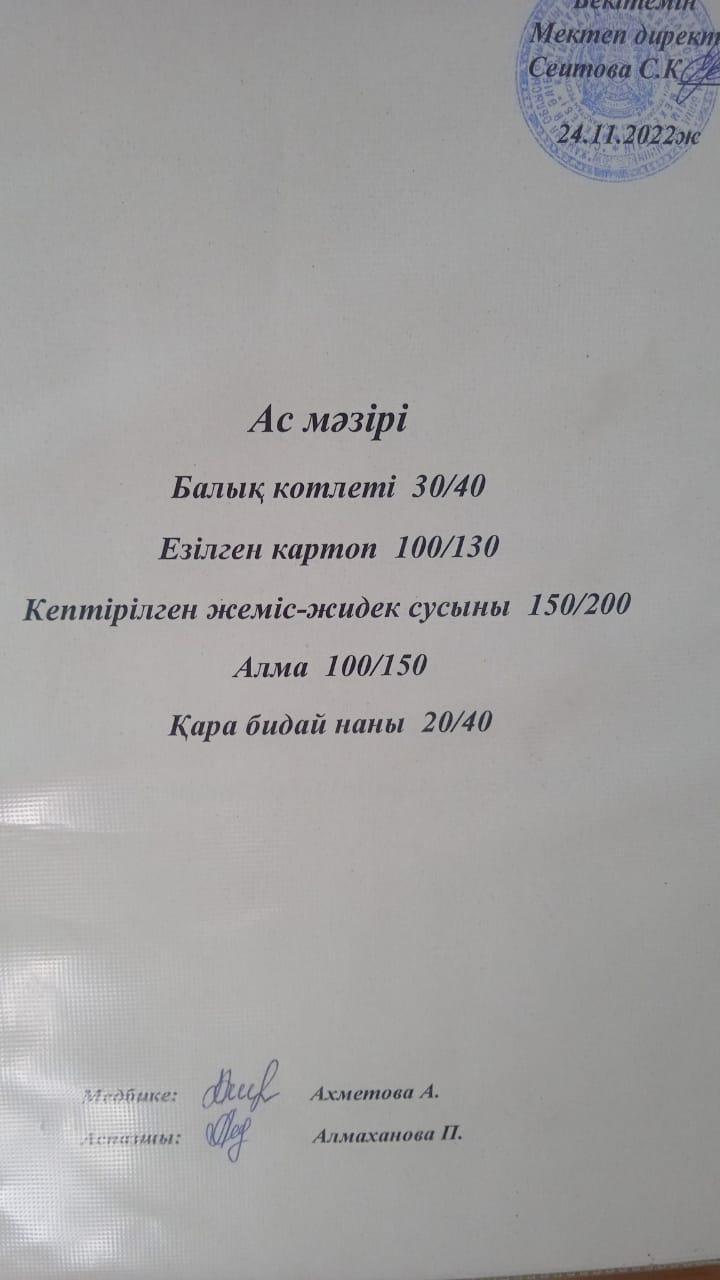 Бекітемін
Мектеп директ
Сеитова С.К
24.11.2022ж
Ас мәзірі
Балық котлеті 30/40
Езілген картоп 100/130
Кептірілген жеміс-жидек сусыны 150/200
Алма 100/150
Қара бидай наны 20/40
Медбике: Ахметова А.
Аспазшы: Алмаханова П.